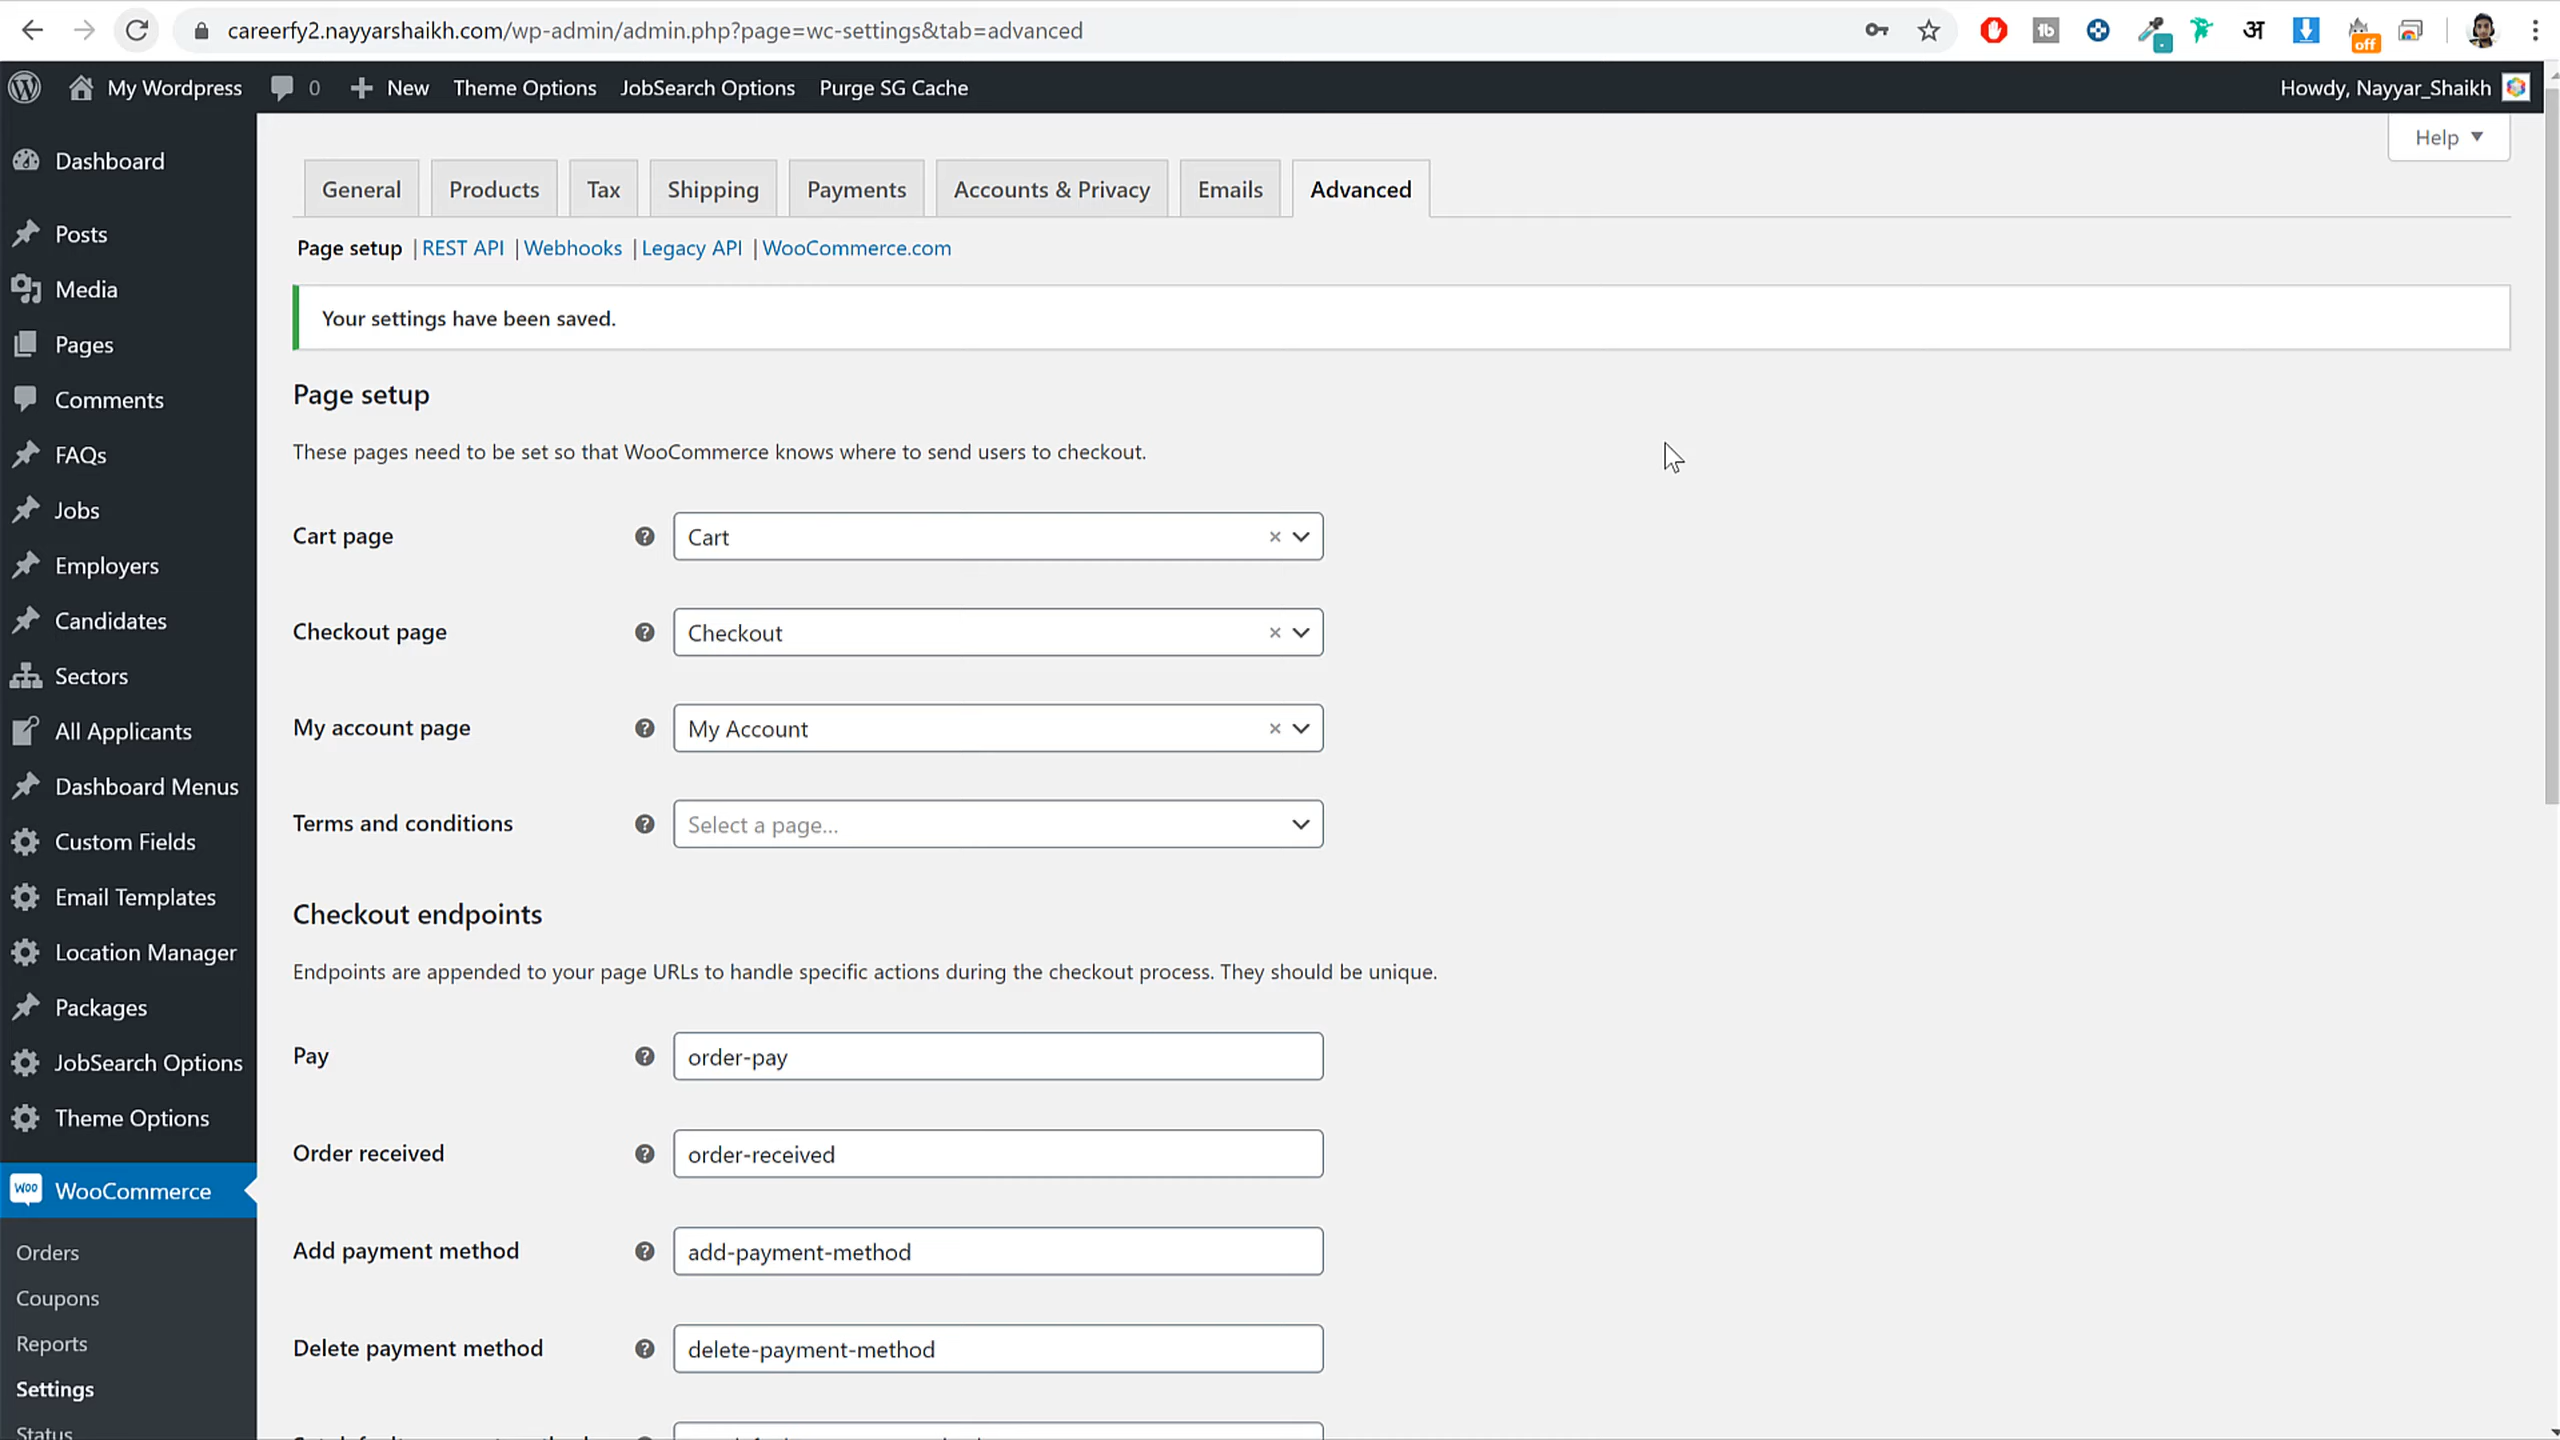 careerfy2.nayyarshaikh.com/wp-admin/admin.php?page=wc-settings&tab=advanced
अ
off
My Wordpress 0 New Theme Options JobSearch Options Purge SG Cache Howdy, Nayyar_Shaikh
Help
Dashboard
Posts
Media
Pages
Comments
FAQs
Jobs
Employers
Candidates
Sectors
All Applicants
Dashboard Menus
Custom Fields
Email Templates
Location Manager
Packages
JobSearch Options
Theme Options
Woo WooCommerce
Orders
Coupons
Reports
Settings
Status
General Products Tax Shipping Payments Accounts & Privacy Emails Advanced
Page setup | REST API | Webhooks | Legacy API | WooCommerce.com
Your settings have been saved.
Page setup
These pages need to be set so that WooCommerce knows where to send users to checkout.
Cart page ? Cart ×
Checkout page ? Checkout ×
My account page ? My Account ×
Terms and conditions ? Select a page...
Checkout endpoints
Endpoints are appended to your page URLs to handle specific actions during the checkout process. They should be unique.
Pay ? order-pay
Order received ? order-received
Add payment method ? add-payment-method
Delete payment method ? delete-payment-method